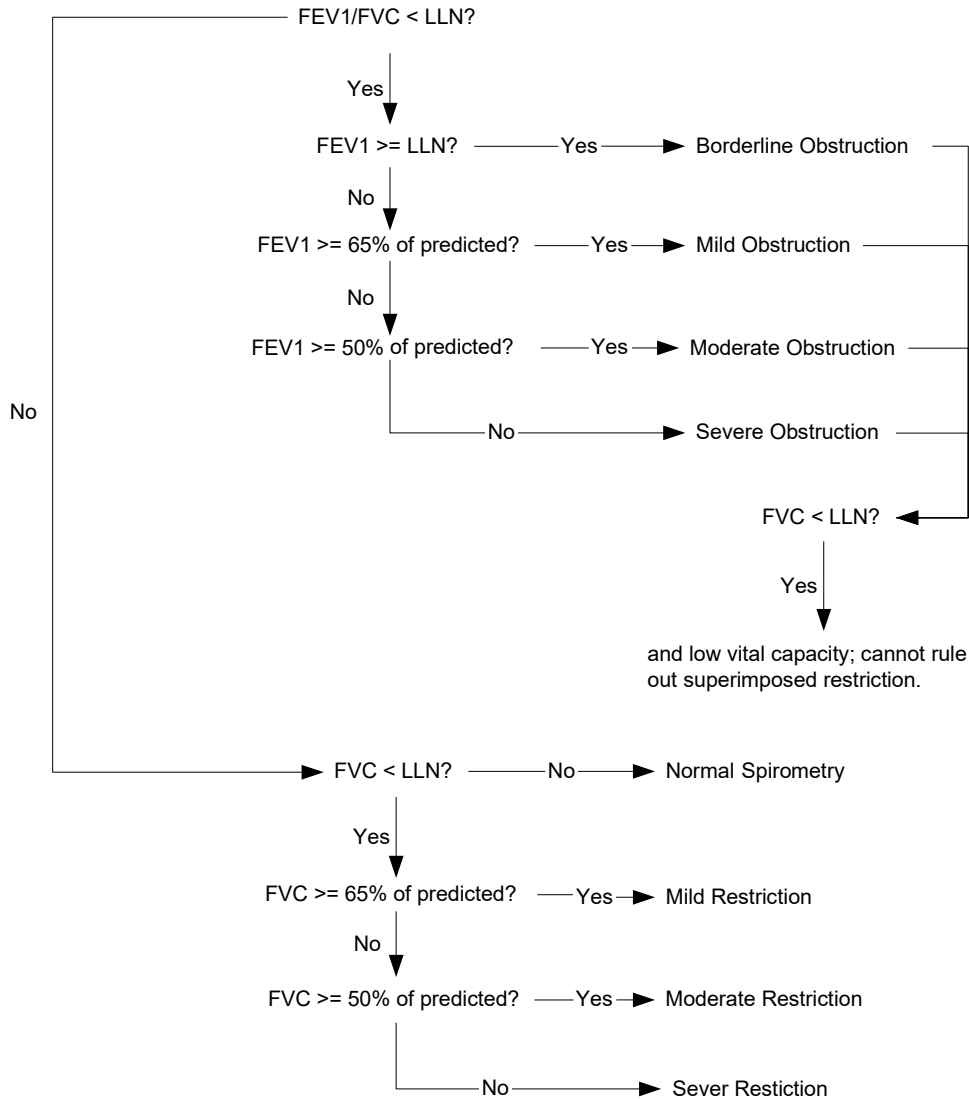 FEV1/FVC < LLN?
Yes
FEV1 >= LLN?
Yes
Borderline Obstruction
No
FEV1 >= 65% of predicted?
Yes
Mild Obstruction
No
FEV1 >= 50% of predicted?
Yes
Moderate Obstruction
No
No
Severe Obstruction
FVC < LLN?
Yes
and low vital capacity; cannot rule
out superimposed restriction.
FVC < LLN?
No
Normal Spirometry
Yes
FVC >= 65% of predicted?
Yes
Mild Restriction
No
FVC >= 50% of predicted?
Yes
Moderate Restriction
No
Sever Restiction